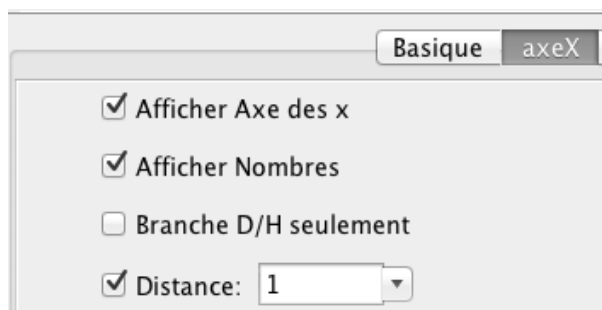 Basique axeX
Afficher Axe des x
Afficher Nombres
Branche D/H seulement
Distance: 1